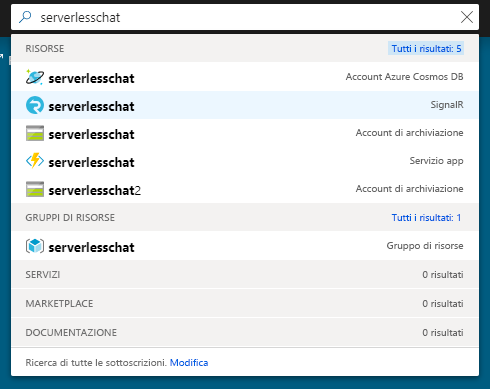 serverlesschat
RISORSE Tutti i risultati: 5
serverlesschat Account Azure Cosmos DB
serverlesschat SignalR
serverlesschat Account di archiviazione
serverlesschat Servizio app
serverlesschat2 Account di archiviazione
GRUPPI DI RISORSE Tutti i risultati: 1
serverlesschat Gruppo di risorse
SERVIZI 0 risultati
MARKETPLACE 0 risultati
DOCUMENTAZIONE 0 risultati
Ricerca di tutte le sottoscrizioni. Modifica